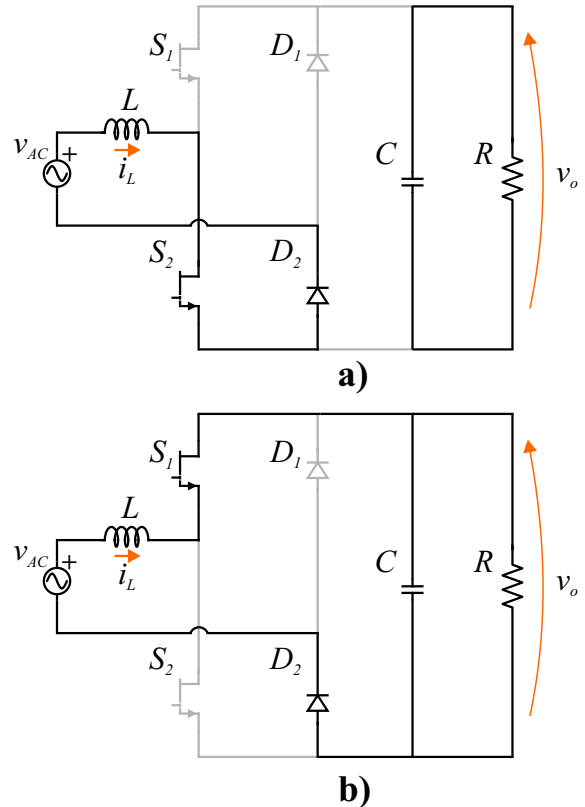 S1 D1
L
vAC +
iL
C R vo
S2 D2
a)
S1 D1
L
vAC +
iL
C R vo
S2 D2
b)